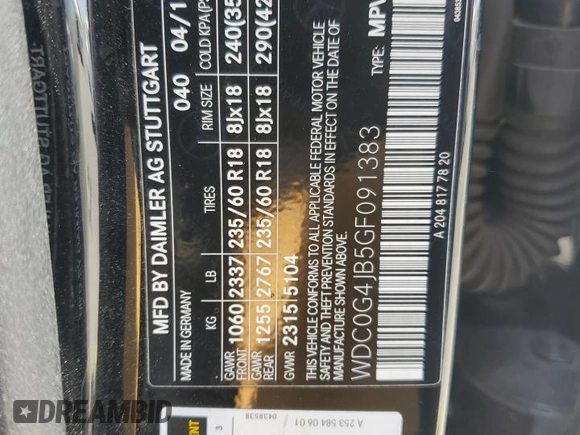 MFD BY DAIMLER AG STUTTGART
MADE IN GERMANY 040 04/1
KG LB TIRES RIM SIZE COLD KPA/(P
GAWR FRONT 1060 2337 235/60 R18 8Jx18 240(35
GAWR REAR 1255 2767 235/60 R18 8Jx18 290(42
GVWR 2315 5104
THIS VEHICLE CONFORMS TO ALL APPLICABLE FEDERAL MOTOR VEHICLE
SAFETY AND THEFT PREVENTION STANDARDS IN EFFECT ON THE DATE OF
MANUFACTURE SHOWN ABOVE.
WDC0G4JB5GF091383 TYPE: MPV
A 204 817 78 20
043853
3
0438538
A 253 584 06 01
DREAMBID